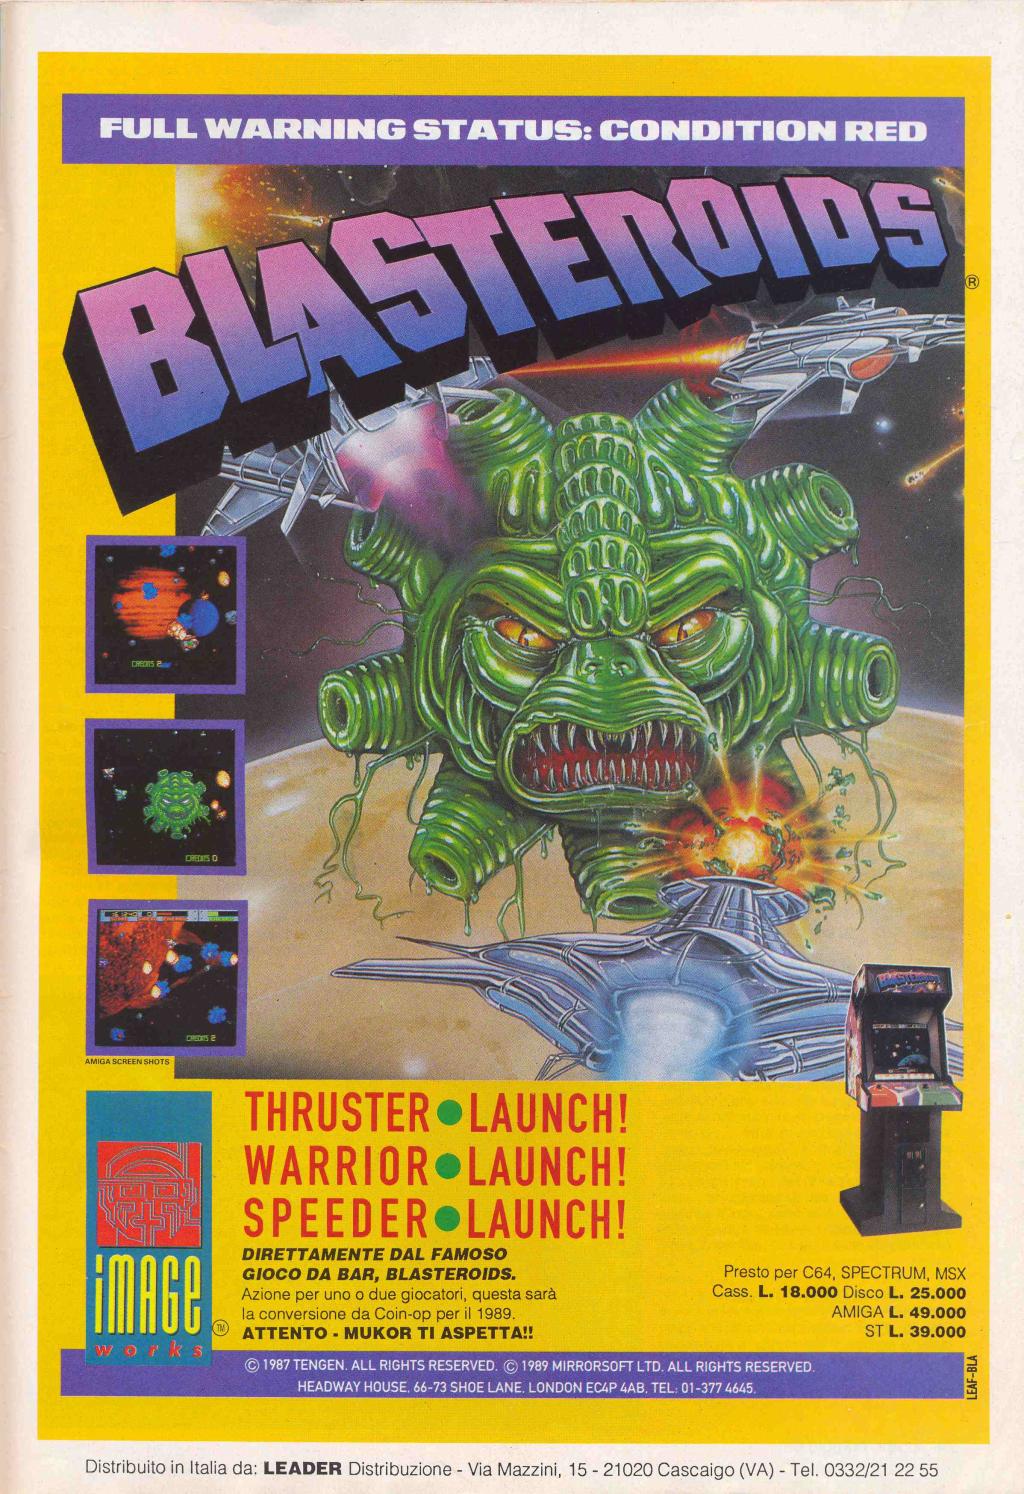 FULL WARNING STATUS: CONDITION RED
BLASTEROIDS
®
CREDITS 2
CREDITS 0
CREDITS 2
AMIGA SCREEN SHOTS
BLASTEROIDS
THRUSTER • LAUNCH!
WARRIOR • LAUNCH!
SPEEDER • LAUNCH!
DIRETTAMENTE DAL FAMOSO
GIOCO DA BAR, BLASTEROIDS.
Azione per uno o due giocatori, questa sarà
la conversione da Coin-op per il 1989.
ATTENTO - MUKOR TI ASPETTA!!
Presto per C64, SPECTRUM, MSX
Cass. L. 18.000 Disco L. 25.000
AMIGA L. 49.000
ST L. 39.000
iMAGE
works
TM
© 1987 TENGEN. ALL RIGHTS RESERVED. © 1989 MIRRORSOFT LTD. ALL RIGHTS RESERVED.
HEADWAY HOUSE, 66-73 SHOE LANE, LONDON EC4P 4AB, TEL: 01-377 4645.
LEAF-BLA
Distribuito in Italia da: LEADER Distribuzione - Via Mazzini, 15 - 21020 Cascaigo (VA) - Tel. 0332/21 22 55